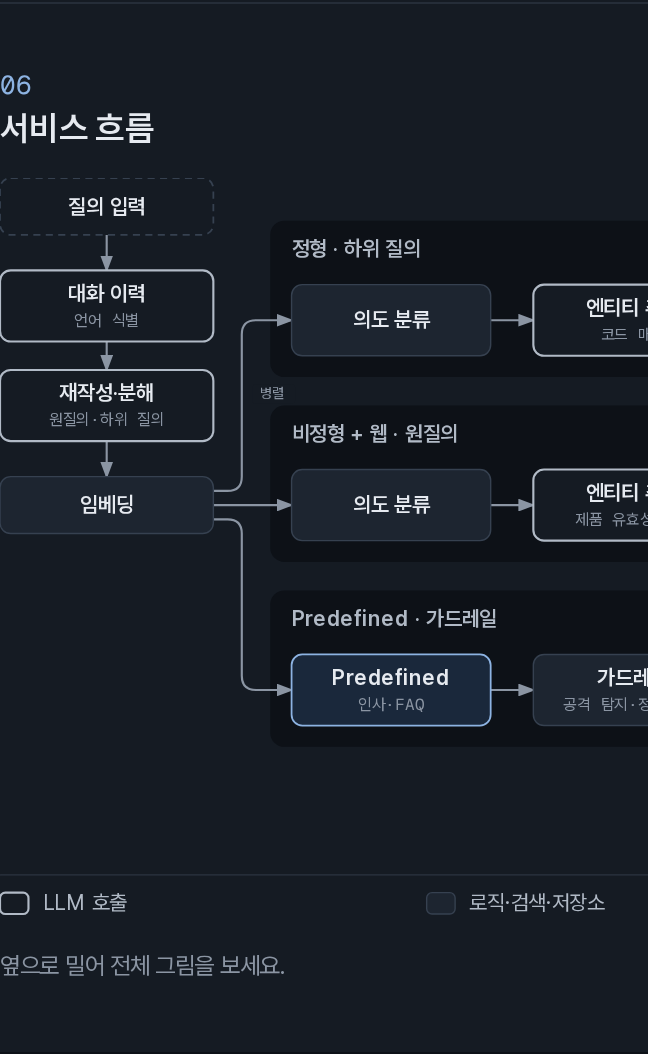 06
서비스 흐름
질의 입력
대화 이력
언어 식별
재작성·분해
원질의·하위 질의
임베딩
병렬
정형 · 하위 질의
의도 분류
엔티티
코드
비정형 + 웹 · 원질의
의도 분류
엔티티
제품
Predefined · 가드레일
Predefined
인사·FAQ
공격 탐지·
LLM 호출
로직·검색·저장소
옆으로 밀어 전체 그림을 보세요.